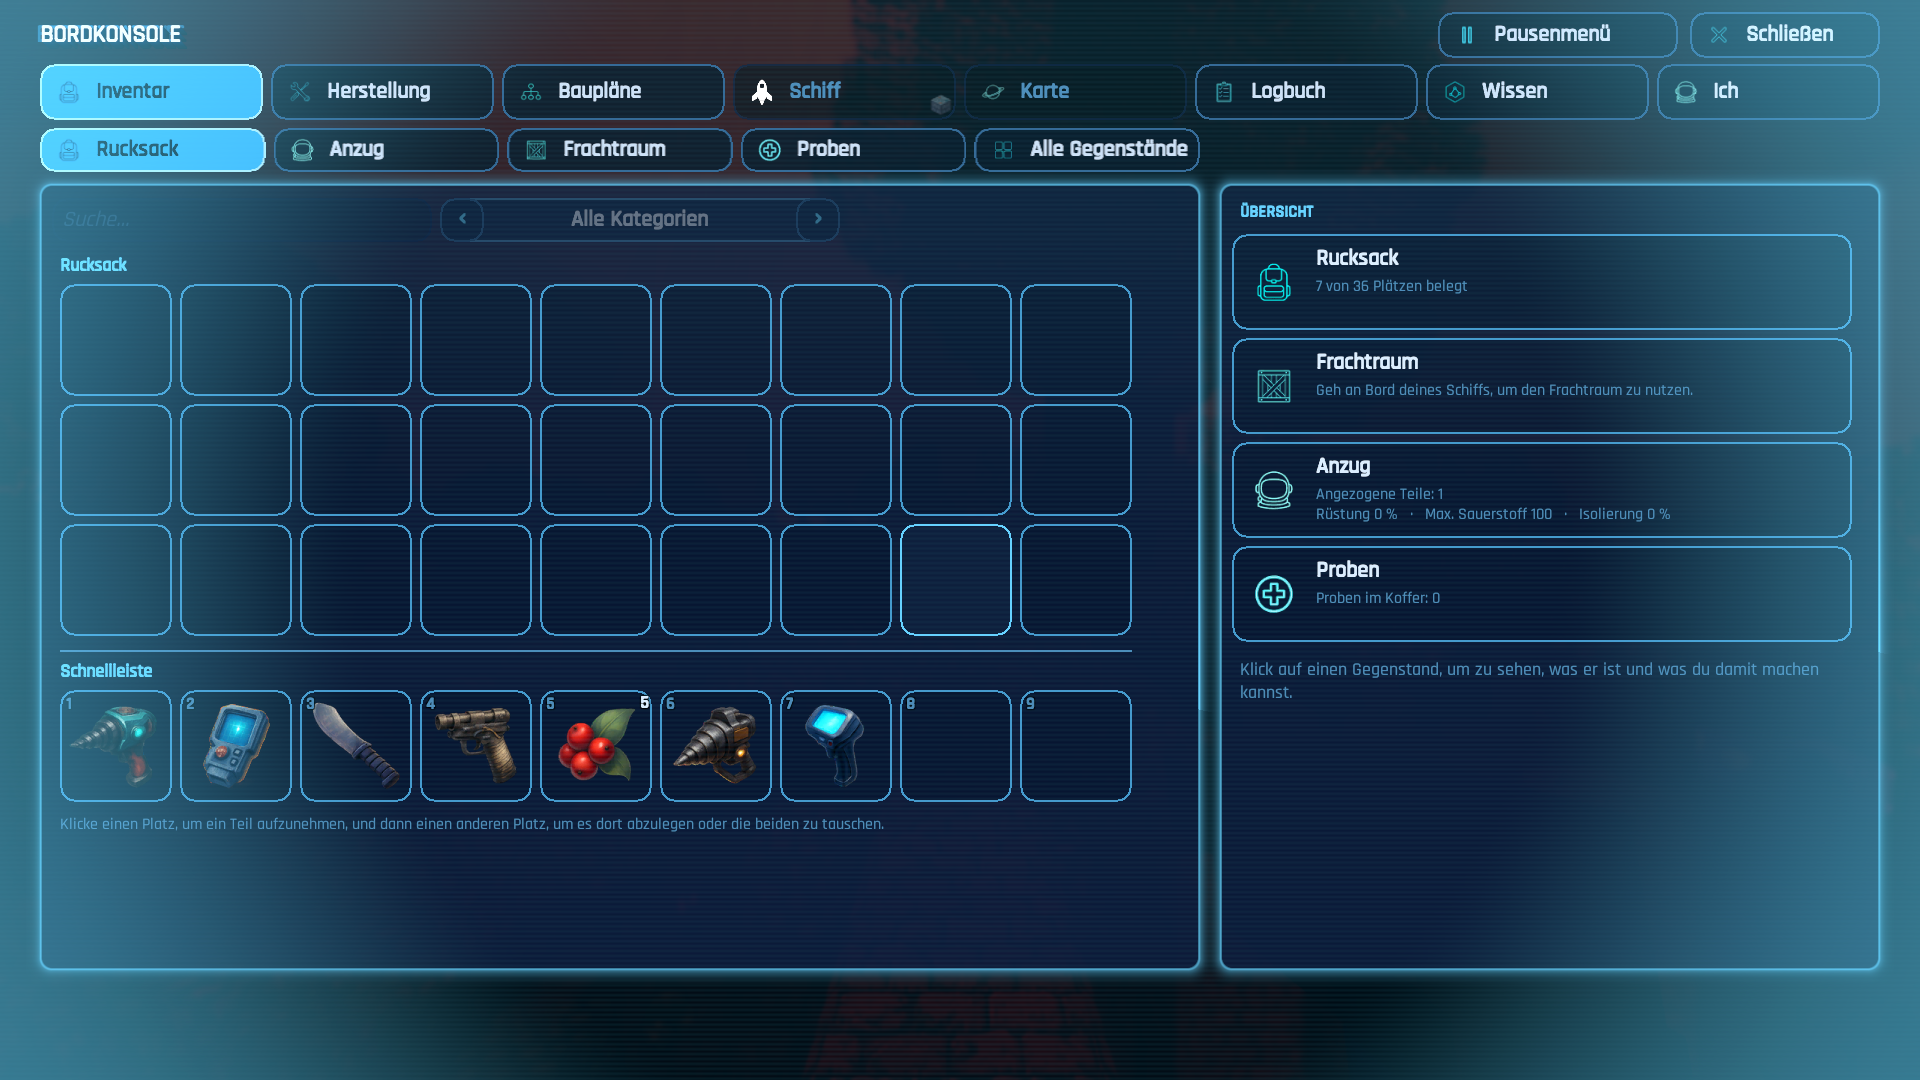 BORDKONSOLE
Pausenmenü
Schließen
Inventar
Herstellung
Baupläne
Schiff
Karte
Logbuch
Wissen
Ich
Rucksack
Anzug
Frachtraum
Proben
Alle Gegenstände
Suche...
Alle Kategorien
Rucksack
Schnellleiste
1
2
3
4
5
5
6
7
8
9
Klicke einen Platz, um ein Teil aufzunehmen, und dann einen anderen Platz, um es dort abzulegen oder die beiden zu tauschen.
ÜBERSICHT
Rucksack
7 von 36 Plätzen belegt
Frachtraum
Geh an Bord deines Schiffs, um den Frachtraum zu nutzen.
Anzug
Angezogene Teile: 1
Rüstung 0 % · Max. Sauerstoff 100 · Isolierung 0 %
Proben
Proben im Koffer: 0
Klick auf einen Gegenstand, um zu sehen, was er ist und was du damit machen
kannst.